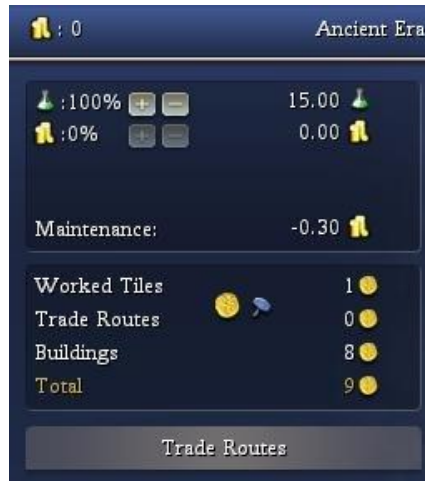 : 0 Ancient Era
:100% 15.00
:0% 0.00
Maintenance: -0.30
Worked Tiles 1
Trade Routes 0
Buildings 8
Total 9
Trade Routes